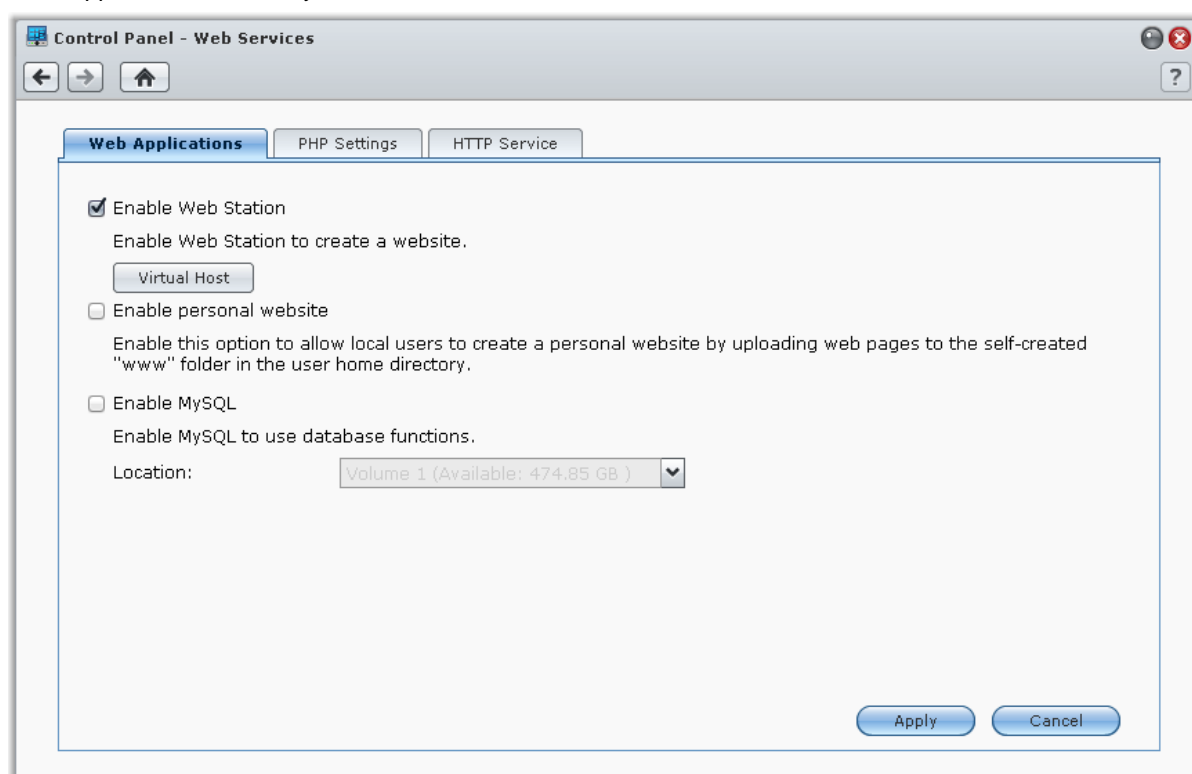 Control Panel - Web Services
?
Web Applications PHP Settings HTTP Service
Enable Web Station
Enable Web Station to create a website.
Virtual Host
Enable personal website
Enable this option to allow local users to create a personal website by uploading web pages to the self-created
"www" folder in the user home directory.
Enable MySQL
Enable MySQL to use database functions.
Location: Volume 1 (Available: 474.85 GB )
Apply Cancel